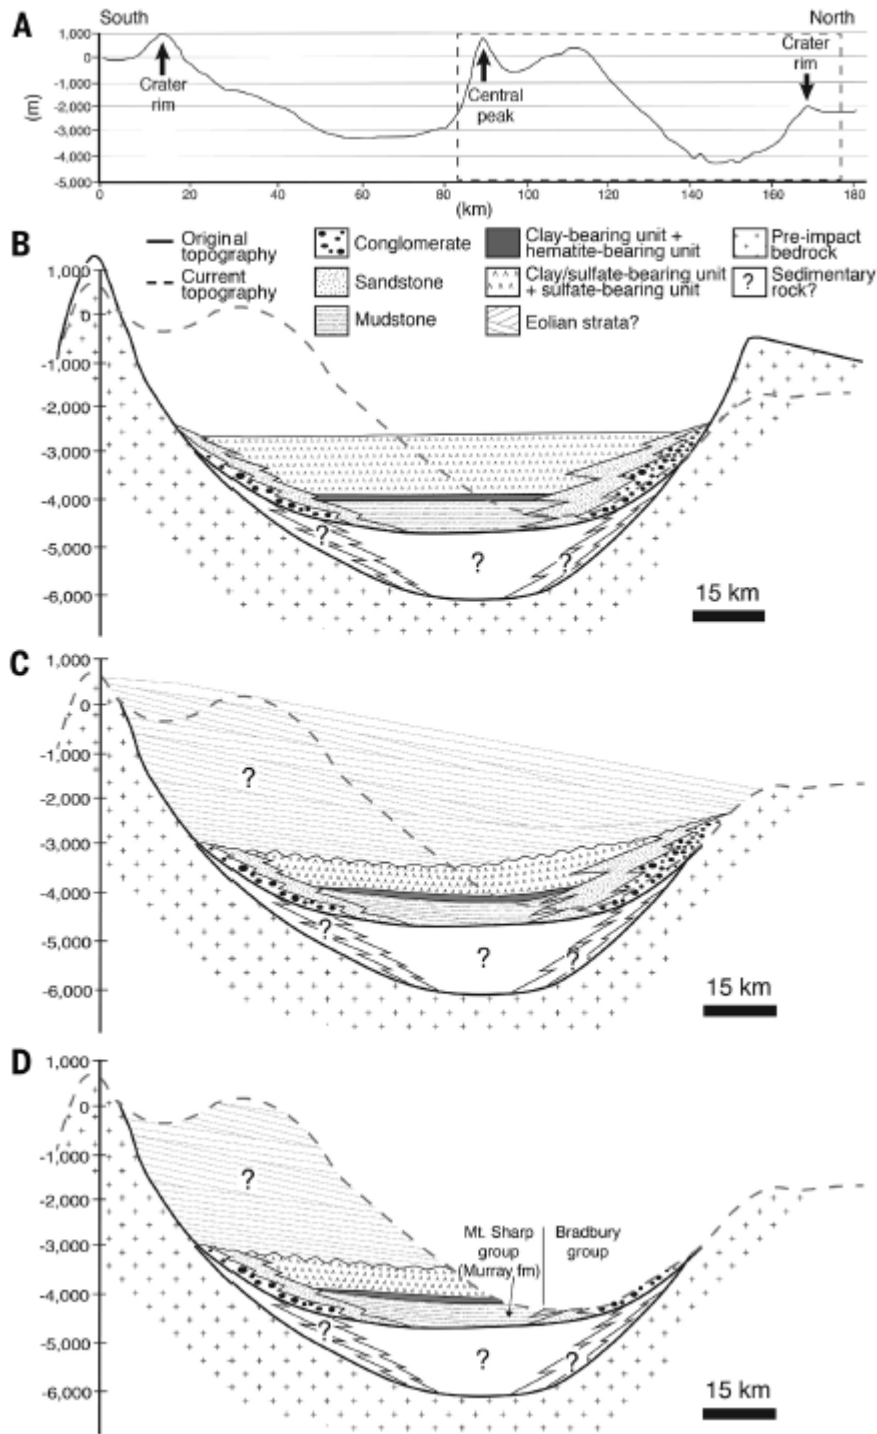 A
South
North
1,000
0
-1,000
-2,000
-3,000
-4,000
-5,000
(m)
Crater
rim
Central
peak
Crater
rim
0
20
40
60
80
100
120
140
160
180
(km)
B
Original
topography
Current
topography
Conglomerate
Sandstone
Mudstone
Clay-bearing unit +
hematite-bearing unit
Clay/sulfate-bearing unit
+ sulfate-bearing unit
Eolian strata?
Pre-impact
bedrock
?
Sedimentary
rock?
1,000
0
-1,000
-2,000
-3,000
-4,000
-5,000
-6,000
?
?
?
15 km
C
1,000
0
-1,000
-2,000
-3,000
-4,000
-5,000
-6,000
?
?
?
?
15 km
D
1,000
0
-1,000
-2,000
-3,000
-4,000
-5,000
-6,000
?
Mt. Sharp
group
(Murray fm)
Bradbury
group
?
?
?
15 km